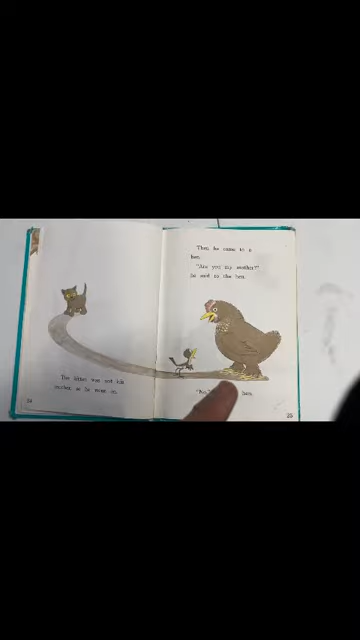 The kitten was not his
mother, so he went on.
24
Then he came to a
hen.
"Are you my mother?"
he said to the hen.
"No," hen.
25